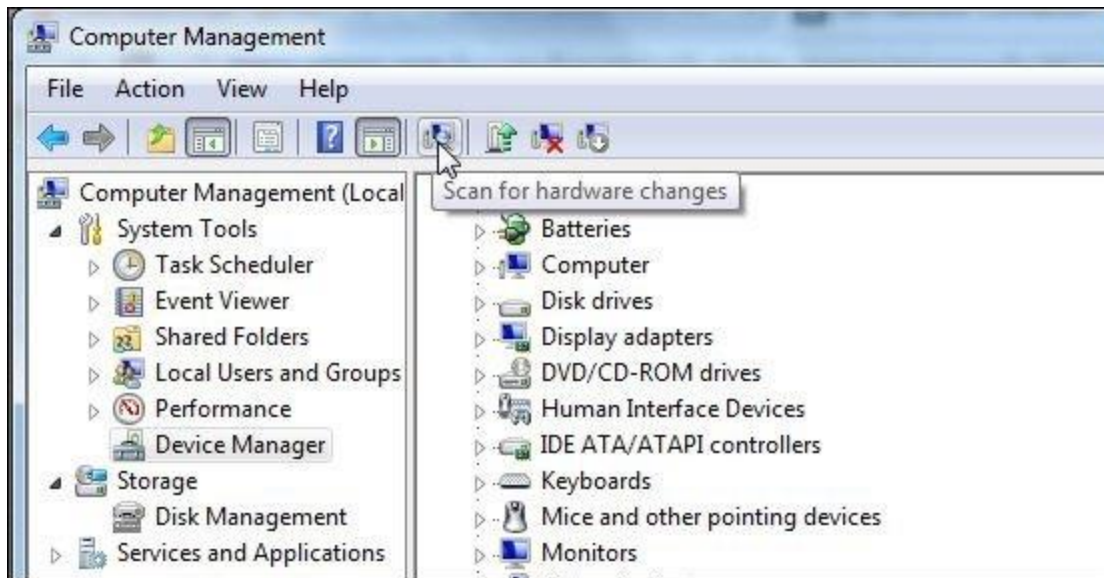 Computer Management
File Action View Help
Scan for hardware changes
Computer Management (Local
System Tools
Task Scheduler
Event Viewer
Shared Folders
Local Users and Groups
Performance
Device Manager
Storage
Disk Management
Services and Applications
Batteries
Computer
Disk drives
Display adapters
DVD/CD-ROM drives
Human Interface Devices
IDE ATA/ATAPI controllers
Keyboards
Mice and other pointing devices
Monitors